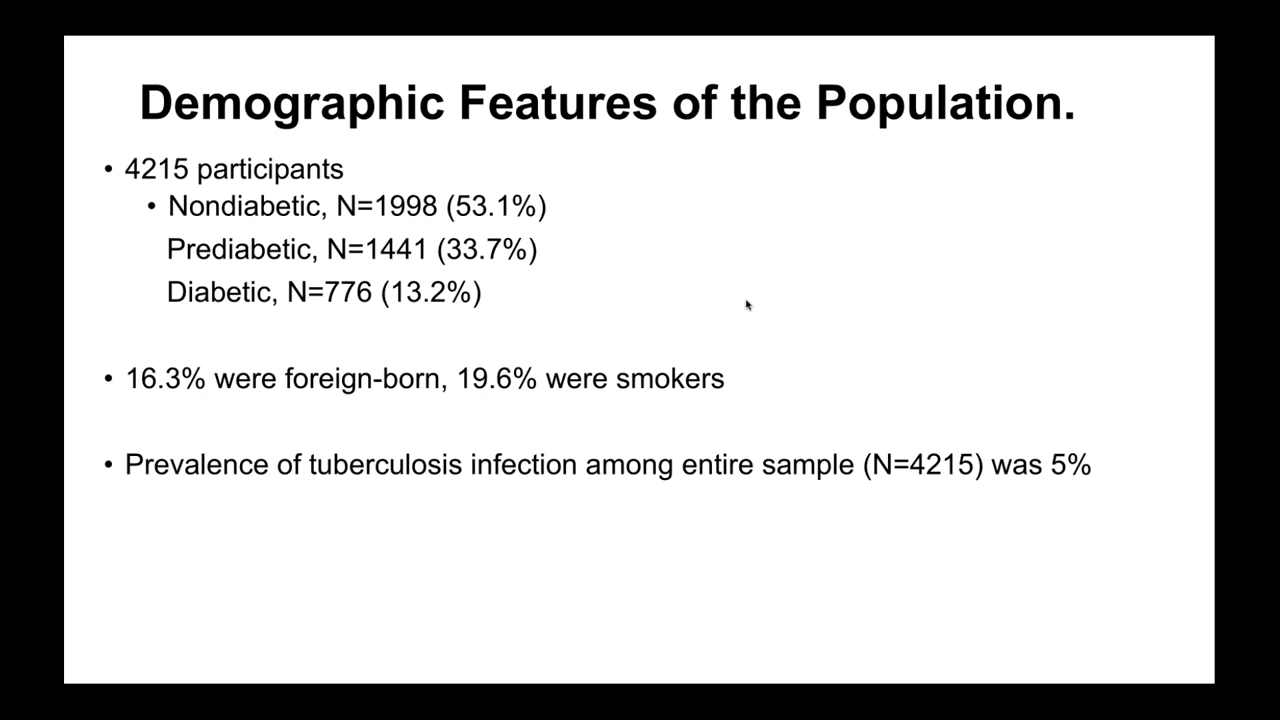 Demographic Features of the Population.
• 4215 participants
• Nondiabetic, N=1998 (53.1%)
Prediabetic, N=1441 (33.7%)
Diabetic, N=776 (13.2%)
• 16.3% were foreign-born, 19.6% were smokers
• Prevalence of tuberculosis infection among entire sample (N=4215) was 5%